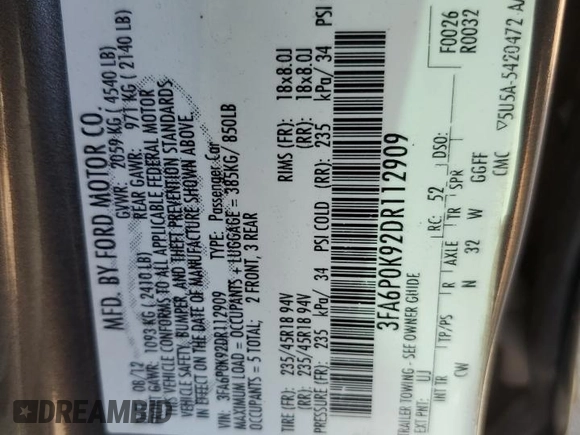 MFD. BY FORD MOTOR CO.
08/12
GVWR: 2059 KG ( 4540 LB)
FRONT GAWR: 1093 KG ( 2410 LB)
REAR GAWR: 971 KG ( 2140 LB)
THIS VEHICLE CONFORMS TO ALL APPLICABLE FEDERAL MOTOR
VEHICLE SAFETY, BUMPER, AND THEFT PREVENTION STANDARDS
IN EFFECT ON THE DATE OF MANUFACTURE SHOWN ABOVE.
VIN: 3FA6P0K92DR112909 TYPE: Passenger Car
MAXIMUM LOAD = OCCUPANTS + LUGGAGE = 385KG/ 850LB
OCCUPANTS = 5 TOTAL: 2 FRONT, 3 REAR
TIRES (FR): 235/45R18 94V RIMS (FR): 18x8.0J
(RR): 235/45R18 94V (RR): 18x8.0J
PRESSURE (FR): 235 kPa/ 34 PSI COLD (RR): 235 kPa/ 34 PSI
3FA6P0K92DR112909
F0026
R0032
TRAILER TOWING - SEE OWNER GUIDE
EXT PNT: UJ RC: 52 DSO:
INT TR TP/PS R AXLE TR SPR
CW N 32 W GGFF
CMC 5U5A-5420472 AA
DREAMBID